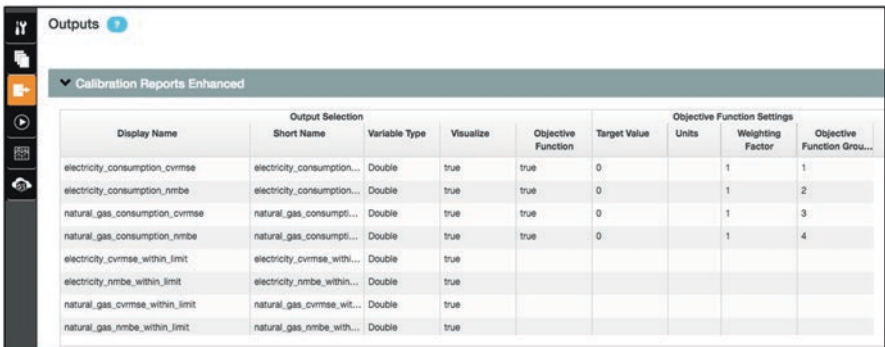 Outputs ?
Calibration Reports Enhanced
Output Selection Objective Function Settings
Display Name Short Name Variable Type Visualize Objective Function Target Value Units Weighting Factor Objective Function Grou...
electricity_consumption_cvrmse electricity_consumption... Double true true 0 1 1
electricity_consumption_nmbe electricity_consumption... Double true true 0 1 2
natural_gas_consumption_cvrmse natural_gas_consumpti... Double true true 0 1 3
natural_gas_consumption_nmbe natural_gas_consumpti... Double true true 0 1 4
electricity_cvrmse_within_limit electricity_cvrmse_withi... Double true
electricity_nmbe_within_limit electricity_nmbe_within... Double true
natural_gas_cvrmse_within_limit natural_gas_cvrmse_wit... Double true
natural_gas_nmbe_within_limit natural_gas_nmbe_with... Double true